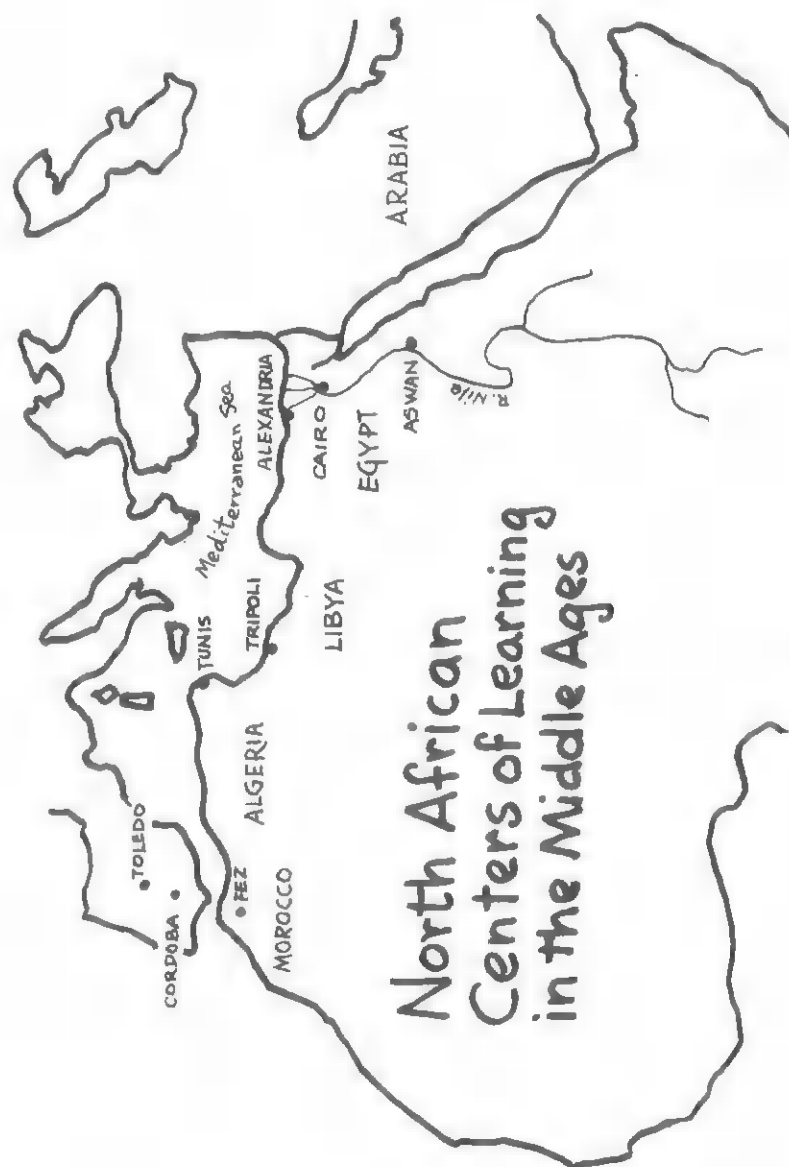 TOLEDO
CORDOBA
FEZ
MOROCCO
ALGERIA
TUNIS
TRIPOLI
LIBYA
Mediterranean Sea
ALEXANDRIA
CAIRO
EGYPT
ASWAN
R. Nile
ARABIA
North African
Centers of Learning
in the Middle Ages